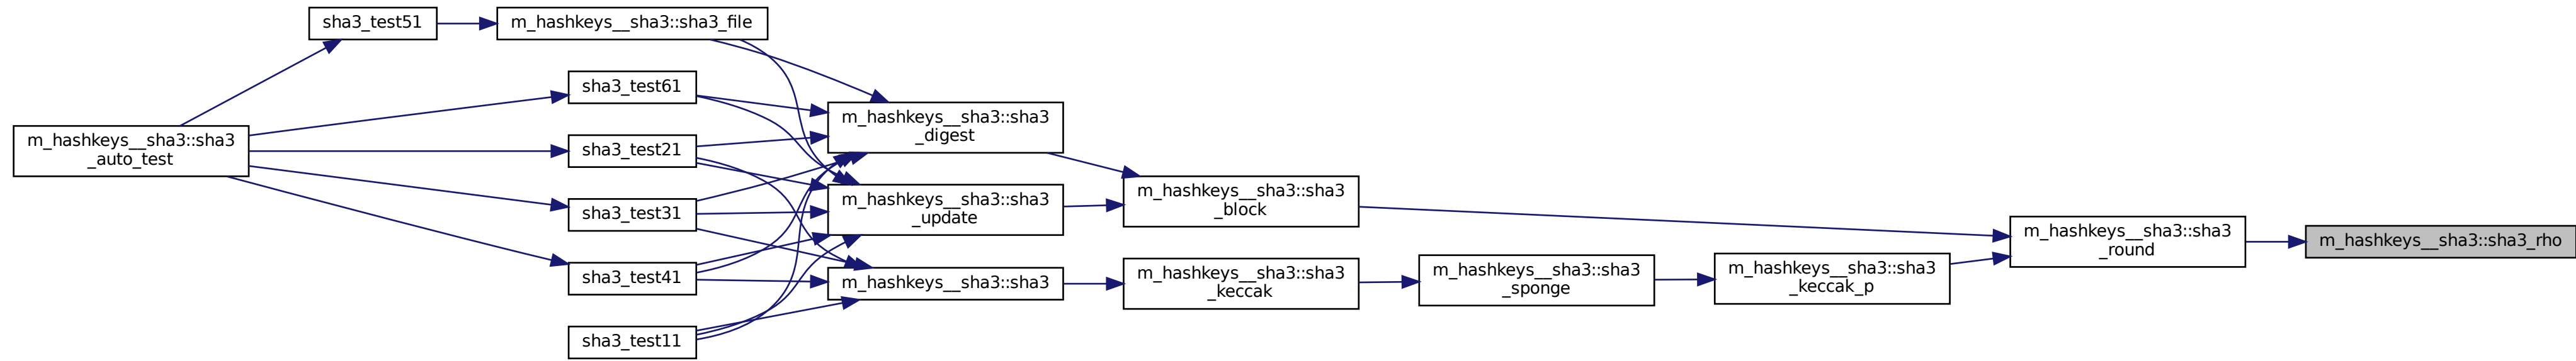 sha3_test51
m_hashkeys__sha3::sha3_file
sha3_test61
m_hashkeys__sha3::sha3
_digest
m_hashkeys__sha3::sha3
_auto_test
sha3_test21
m_hashkeys__sha3::sha3
_block
m_hashkeys__sha3::sha3
_update
sha3_test31
m_hashkeys__sha3::sha3
_round
m_hashkeys__sha3::sha3_rho
sha3_test41
m_hashkeys__sha3::sha3
m_hashkeys__sha3::sha3
_keccak
m_hashkeys__sha3::sha3
_sponge
m_hashkeys__sha3::sha3
_keccak_p
sha3_test11